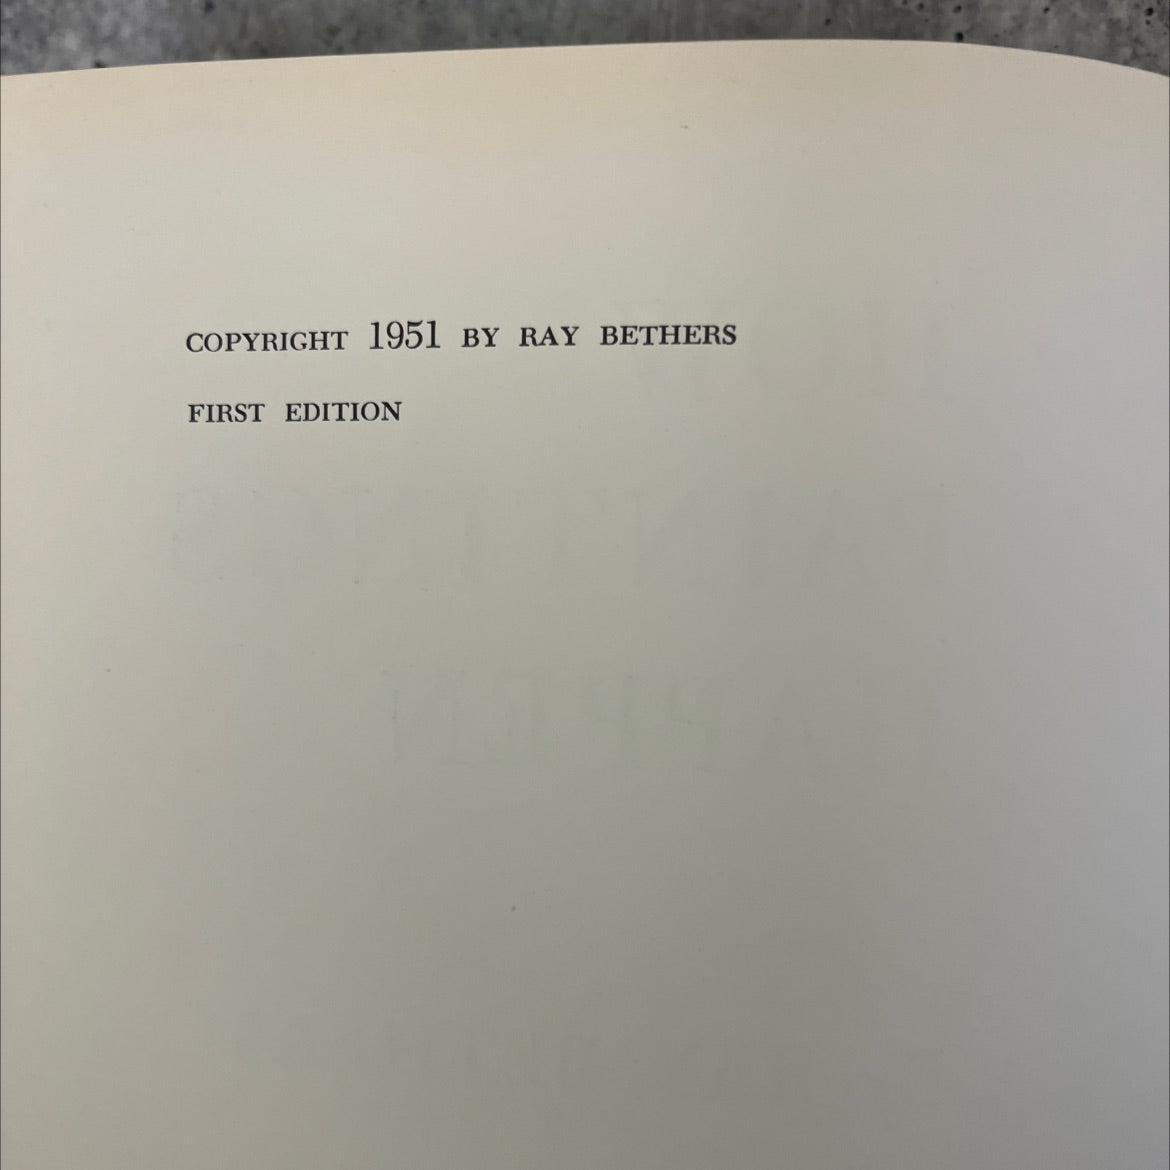 COPYRIGHT 1951 BY RAY BETHERS
FIRST EDITION